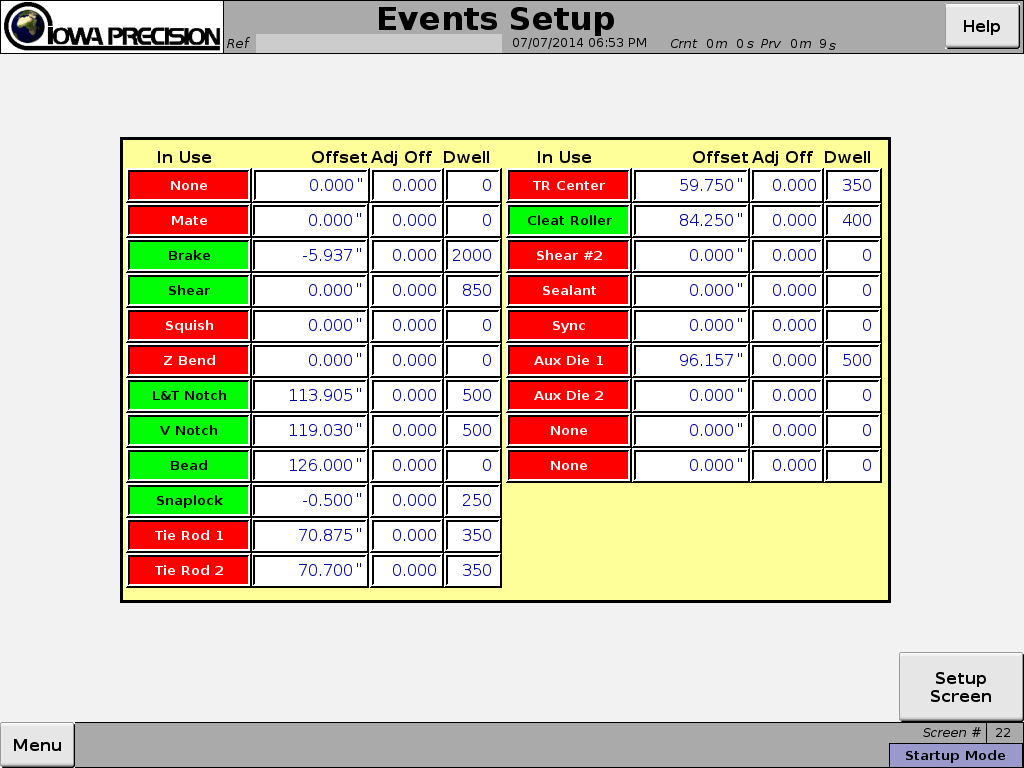 IOWA PRECISION
Events Setup
Help
Ref
07/07/2014 06:53 PM
Crnt 0m 0s Prv 0m 9s
In Use Offset Adj Off Dwell In Use Offset Adj Off Dwell
None 0.000" 0.000 0 TR Center 59.750" 0.000 350
Mate 0.000" 0.000 0 Cleat Roller 84.250" 0.000 400
Brake -5.937" 0.000 2000 Shear #2 0.000" 0.000 0
Shear 0.000" 0.000 850 Sealant 0.000" 0.000 0
Squish 0.000" 0.000 0 Sync 0.000" 0.000 0
Z Bend 0.000" 0.000 0 Aux Die 1 96.157" 0.000 500
L&T Notch 113.905" 0.000 500 Aux Die 2 0.000" 0.000 0
V Notch 119.030" 0.000 500 None 0.000" 0.000 0
Bead 126.000" 0.000 0 None 0.000" 0.000 0
Snaplock -0.500" 0.000 250
Tie Rod 1 70.875" 0.000 350
Tie Rod 2 70.700" 0.000 350
Setup
Screen
Menu
Screen # 22
Startup Mode